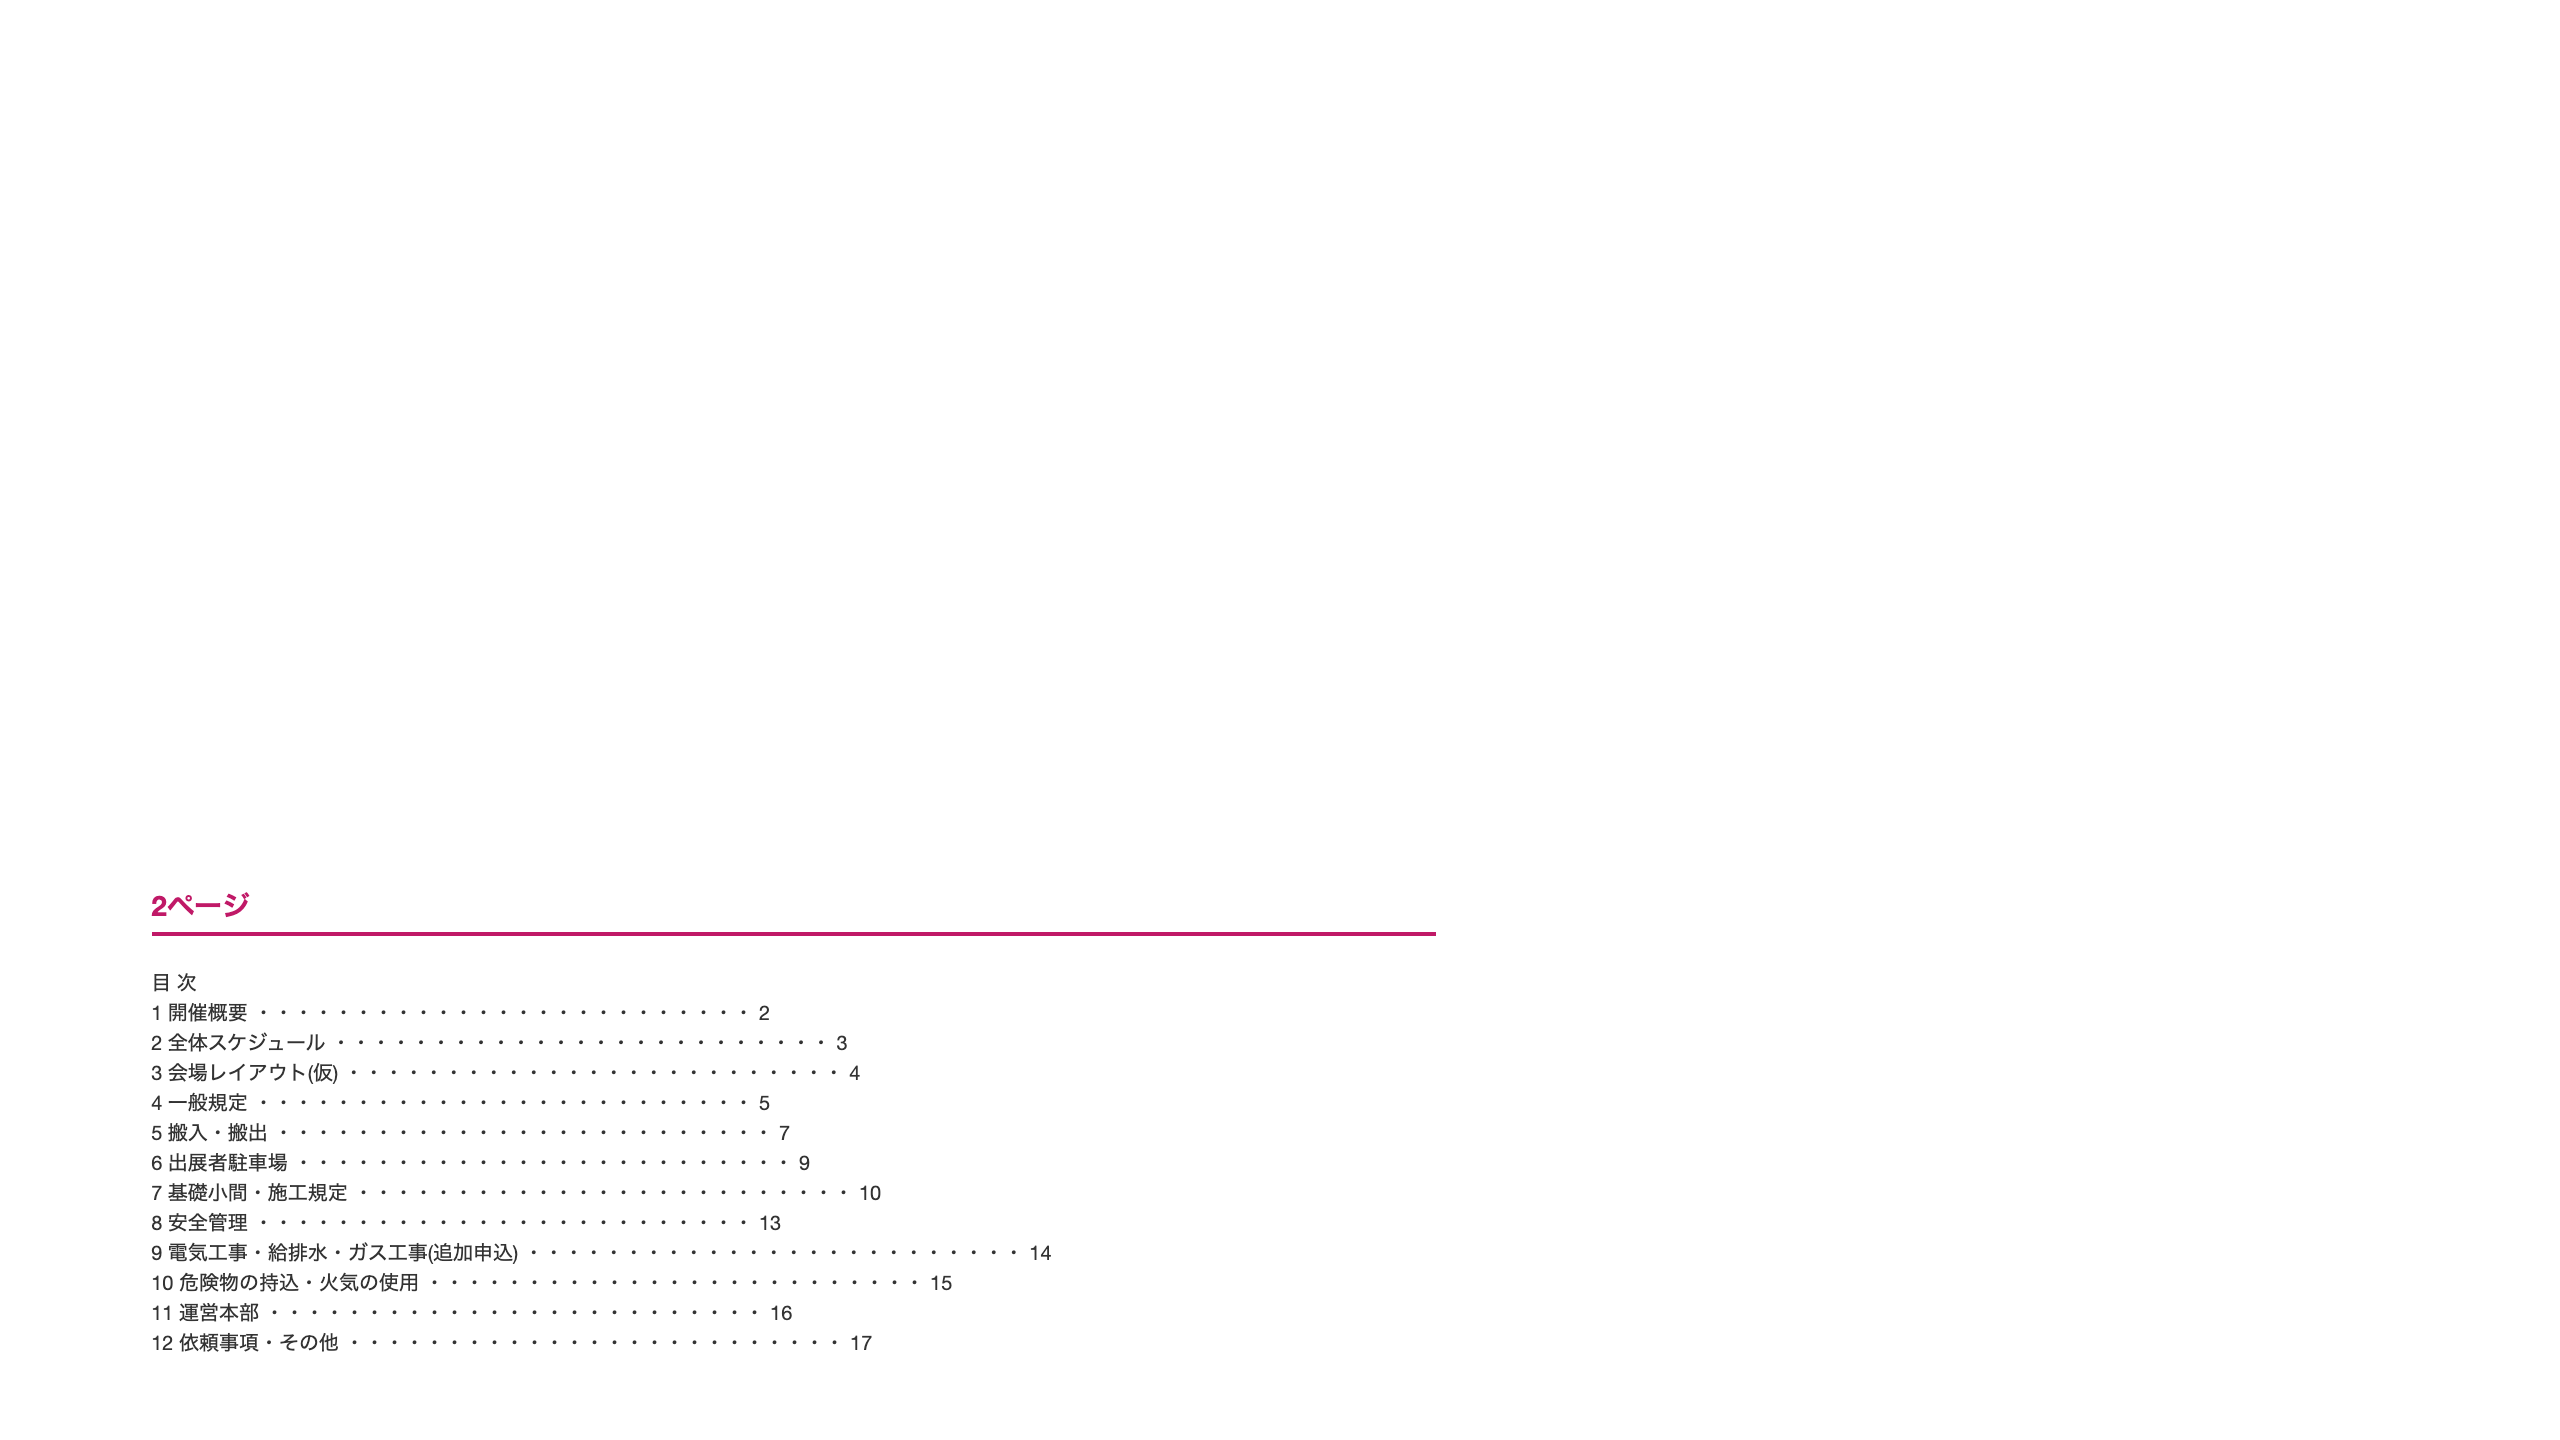 2ページ
目 次
1 開催概要 ・・・・・・・・・・・・・・・・・・・・・・・・・ 2
2 全体スケジュール ・・・・・・・・・・・・・・・・・・・・・・・・・ 3
3 会場レイアウト(仮) ・・・・・・・・・・・・・・・・・・・・・・・・・ 4
4 一般規定 ・・・・・・・・・・・・・・・・・・・・・・・・・ 5
5 搬入・搬出 ・・・・・・・・・・・・・・・・・・・・・・・・・ 7
6 出展者駐車場 ・・・・・・・・・・・・・・・・・・・・・・・・・ 9
7 基礎小間・施工規定 ・・・・・・・・・・・・・・・・・・・・・・・・・ 10
8 安全管理 ・・・・・・・・・・・・・・・・・・・・・・・・・ 13
9 電気工事・給排水・ガス工事(追加申込) ・・・・・・・・・・・・・・・・・・・・・・・・・ 14
10 危険物の持込・火気の使用 ・・・・・・・・・・・・・・・・・・・・・・・・・ 15
11 運営本部 ・・・・・・・・・・・・・・・・・・・・・・・・・ 16
12 依頼事項・その他 ・・・・・・・・・・・・・・・・・・・・・・・・・ 17